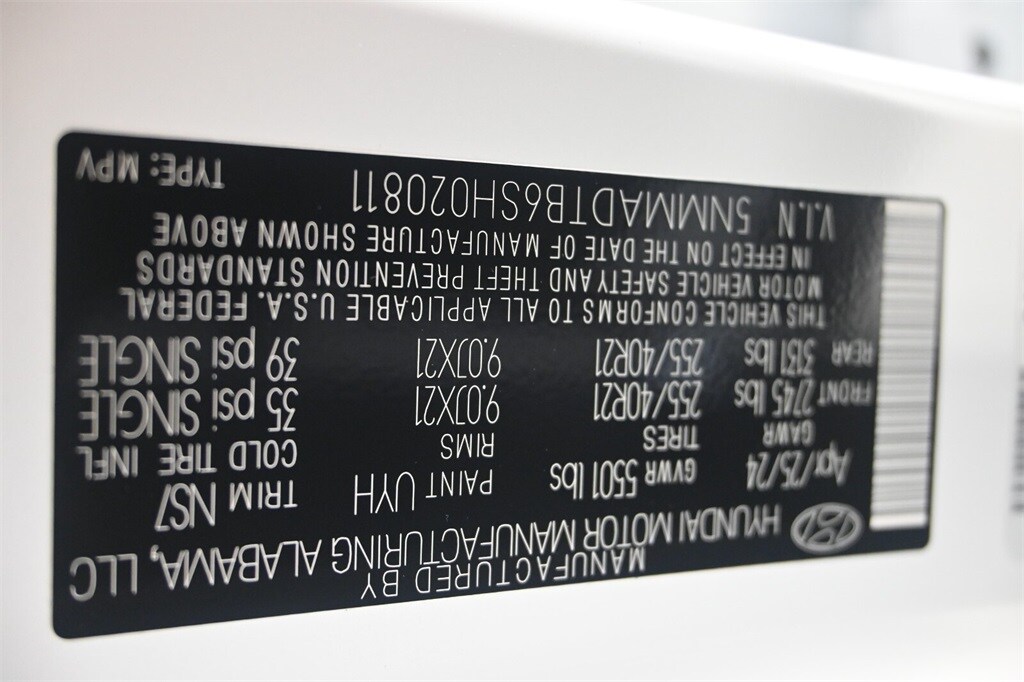 MANUFACTURED BY
HYUNDAI MOTOR MANUFACTURING ALABAMA, LLC
Apr/25/24 GVWR 5501 lbs PAINT UYH TRIM NS7
GAWR TIRES RIMS COLD TIRE INFL
FRONT 2745 lbs 255/40R21 9.0JX21 35 psi SINGLE
REAR 3151 lbs 255/40R21 9.0JX21 39 psi SINGLE
THIS VEHICLE CONFORMS TO ALL APPLICABLE U.S.A. FEDERAL
MOTOR VEHICLE SAFETY AND THEFT PREVENTION STANDARDS
IN EFFECT ON THE DATE OF MANUFACTURE SHOWN ABOVE
V.I.N 5NMMADTB6SH020811 TYPE: MPV